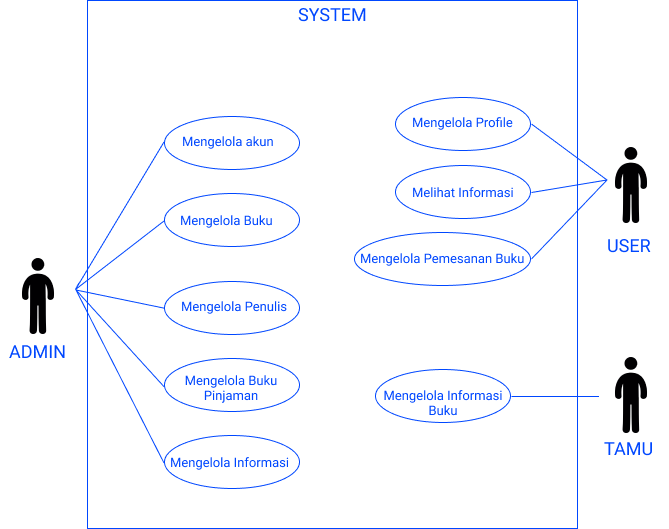 SYSTEM
Mengelola akun
Mengelola Buku
Mengelola Penulis
Mengelola Buku
Pinjaman
Mengelola Informasi
ADMIN
Mengelola Profile
Melihat Informasi
Mengelola Pemesanan Buku
USER
Mengelola Informasi
Buku
TAMU